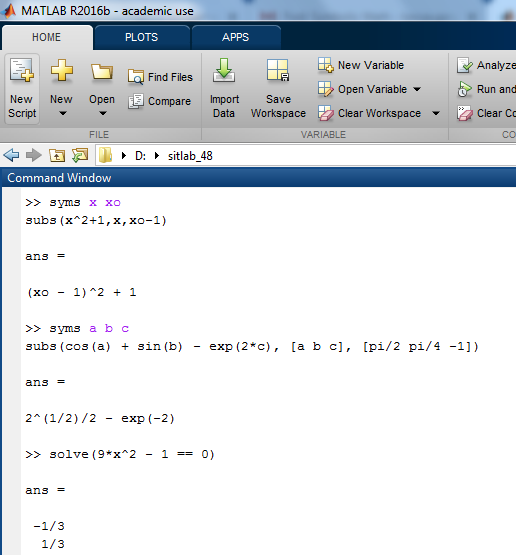 MATLAB R2016b - academic use
HOME PLOTS APPS
New Script
New
Open
Find Files
Compare
Import Data
Save Workspace
New Variable
Open Variable
Clear Workspace
Analyze
Run and
Clear Co
FILE VARIABLE CO
D: sitlab_48
Command Window
>> syms x xo
subs(x^2+1,x,xo-1)
ans =
(xo - 1)^2 + 1
>> syms a b c
subs(cos(a) + sin(b) - exp(2*c), [a b c], [pi/2 pi/4 -1])
ans =
2^(1/2)/2 - exp(-2)
>> solve(9*x^2 - 1 == 0)
ans =
-1/3
1/3